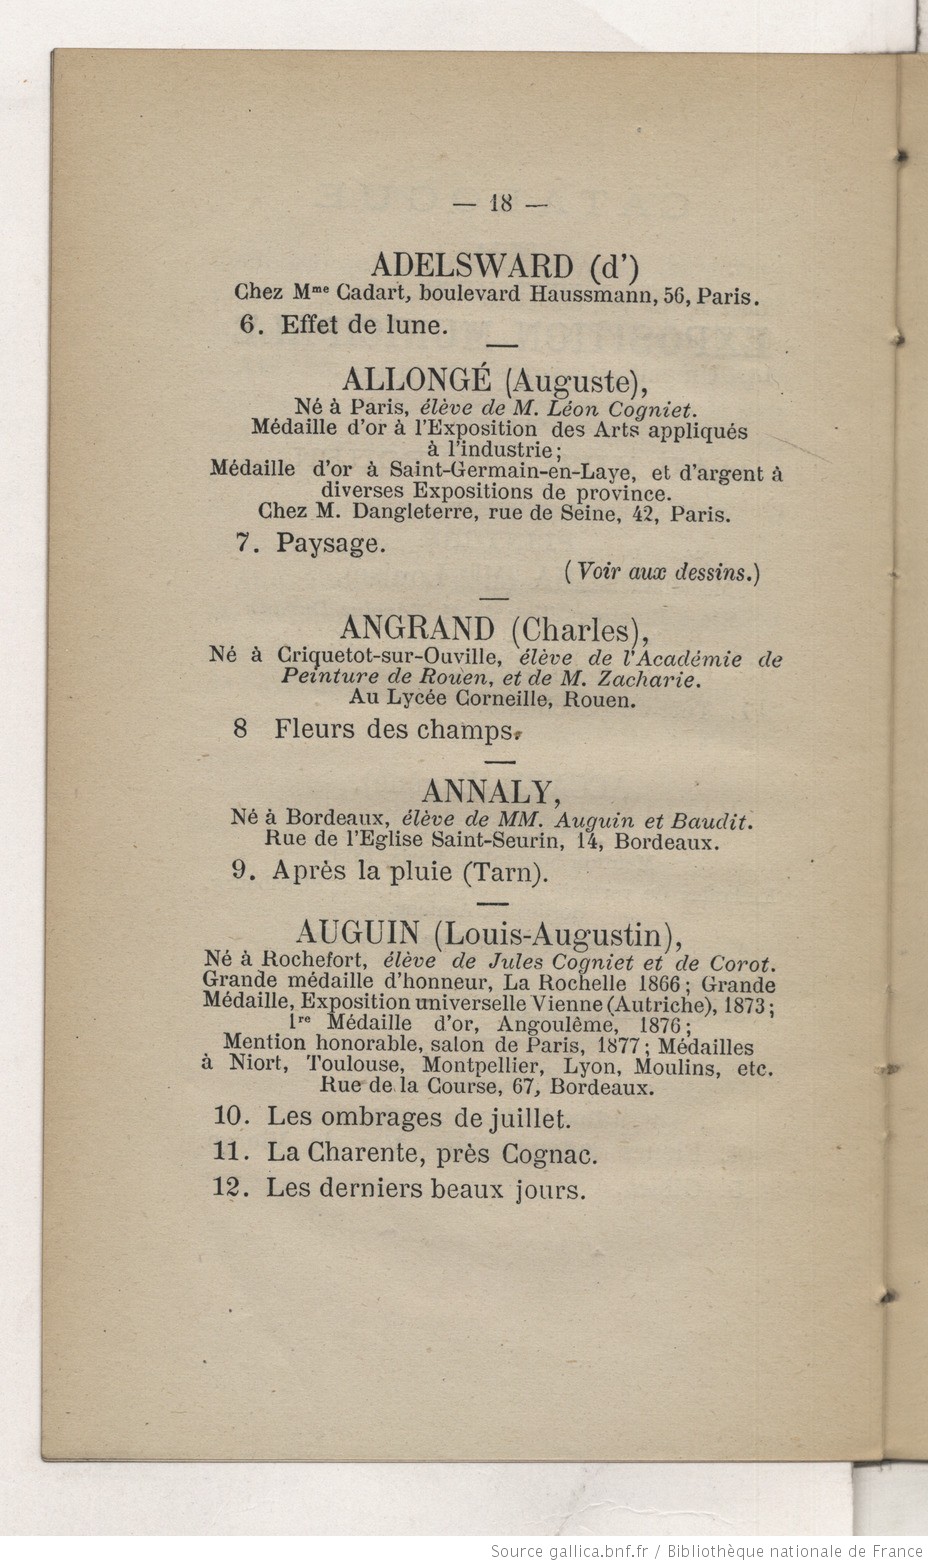 — 18 —
ADELSWARD (d')
Chez Mme Cadart, boulevard Haussmann, 56, Paris.
6. Effet de lune.
ALLONGÉ (Auguste),
Né à Paris, élève de M. Léon Cogniet.
Médaille d'or à l'Exposition des Arts appliqués
à l'industrie;
Médaille d'or à Saint-Germain-en-Laye, et d'argent à
diverses Expositions de province.
Chez M. Dangleterre, rue de Seine, 42, Paris.
7. Paysage.
(Voir aux dessins.)
ANGRAND (Charles),
Né à Criquetot-sur-Ouville, élève de l'Académie de
Peinture de Rouen, et de M. Zacharie.
Au Lycée Corneille, Rouen.
8 Fleurs des champs.
ANNALY,
Né à Bordeaux, élève de MM. Auguin et Baudit.
Rue de l'Eglise Saint-Seurin, 14, Bordeaux.
9. Après la pluie (Tarn).
AUGUIN (Louis-Augustin),
Né à Rochefort, élève de Jules Cogniet et de Corot.
Grande médaille d'honneur, La Rochelle 1866; Grande
Médaille, Exposition universelle Vienne (Autriche), 1873;
1re Médaille d'or, Angoulême, 1876;
Mention honorable, salon de Paris, 1877; Médailles
à Niort, Toulouse, Montpellier, Lyon, Moulins, etc.
Rue de la Course, 67, Bordeaux.
10. Les ombrages de juillet.
11. La Charente, près Cognac.
12. Les derniers beaux jours.
Source gallica.bnf.fr / Bibliothèque nationale de France